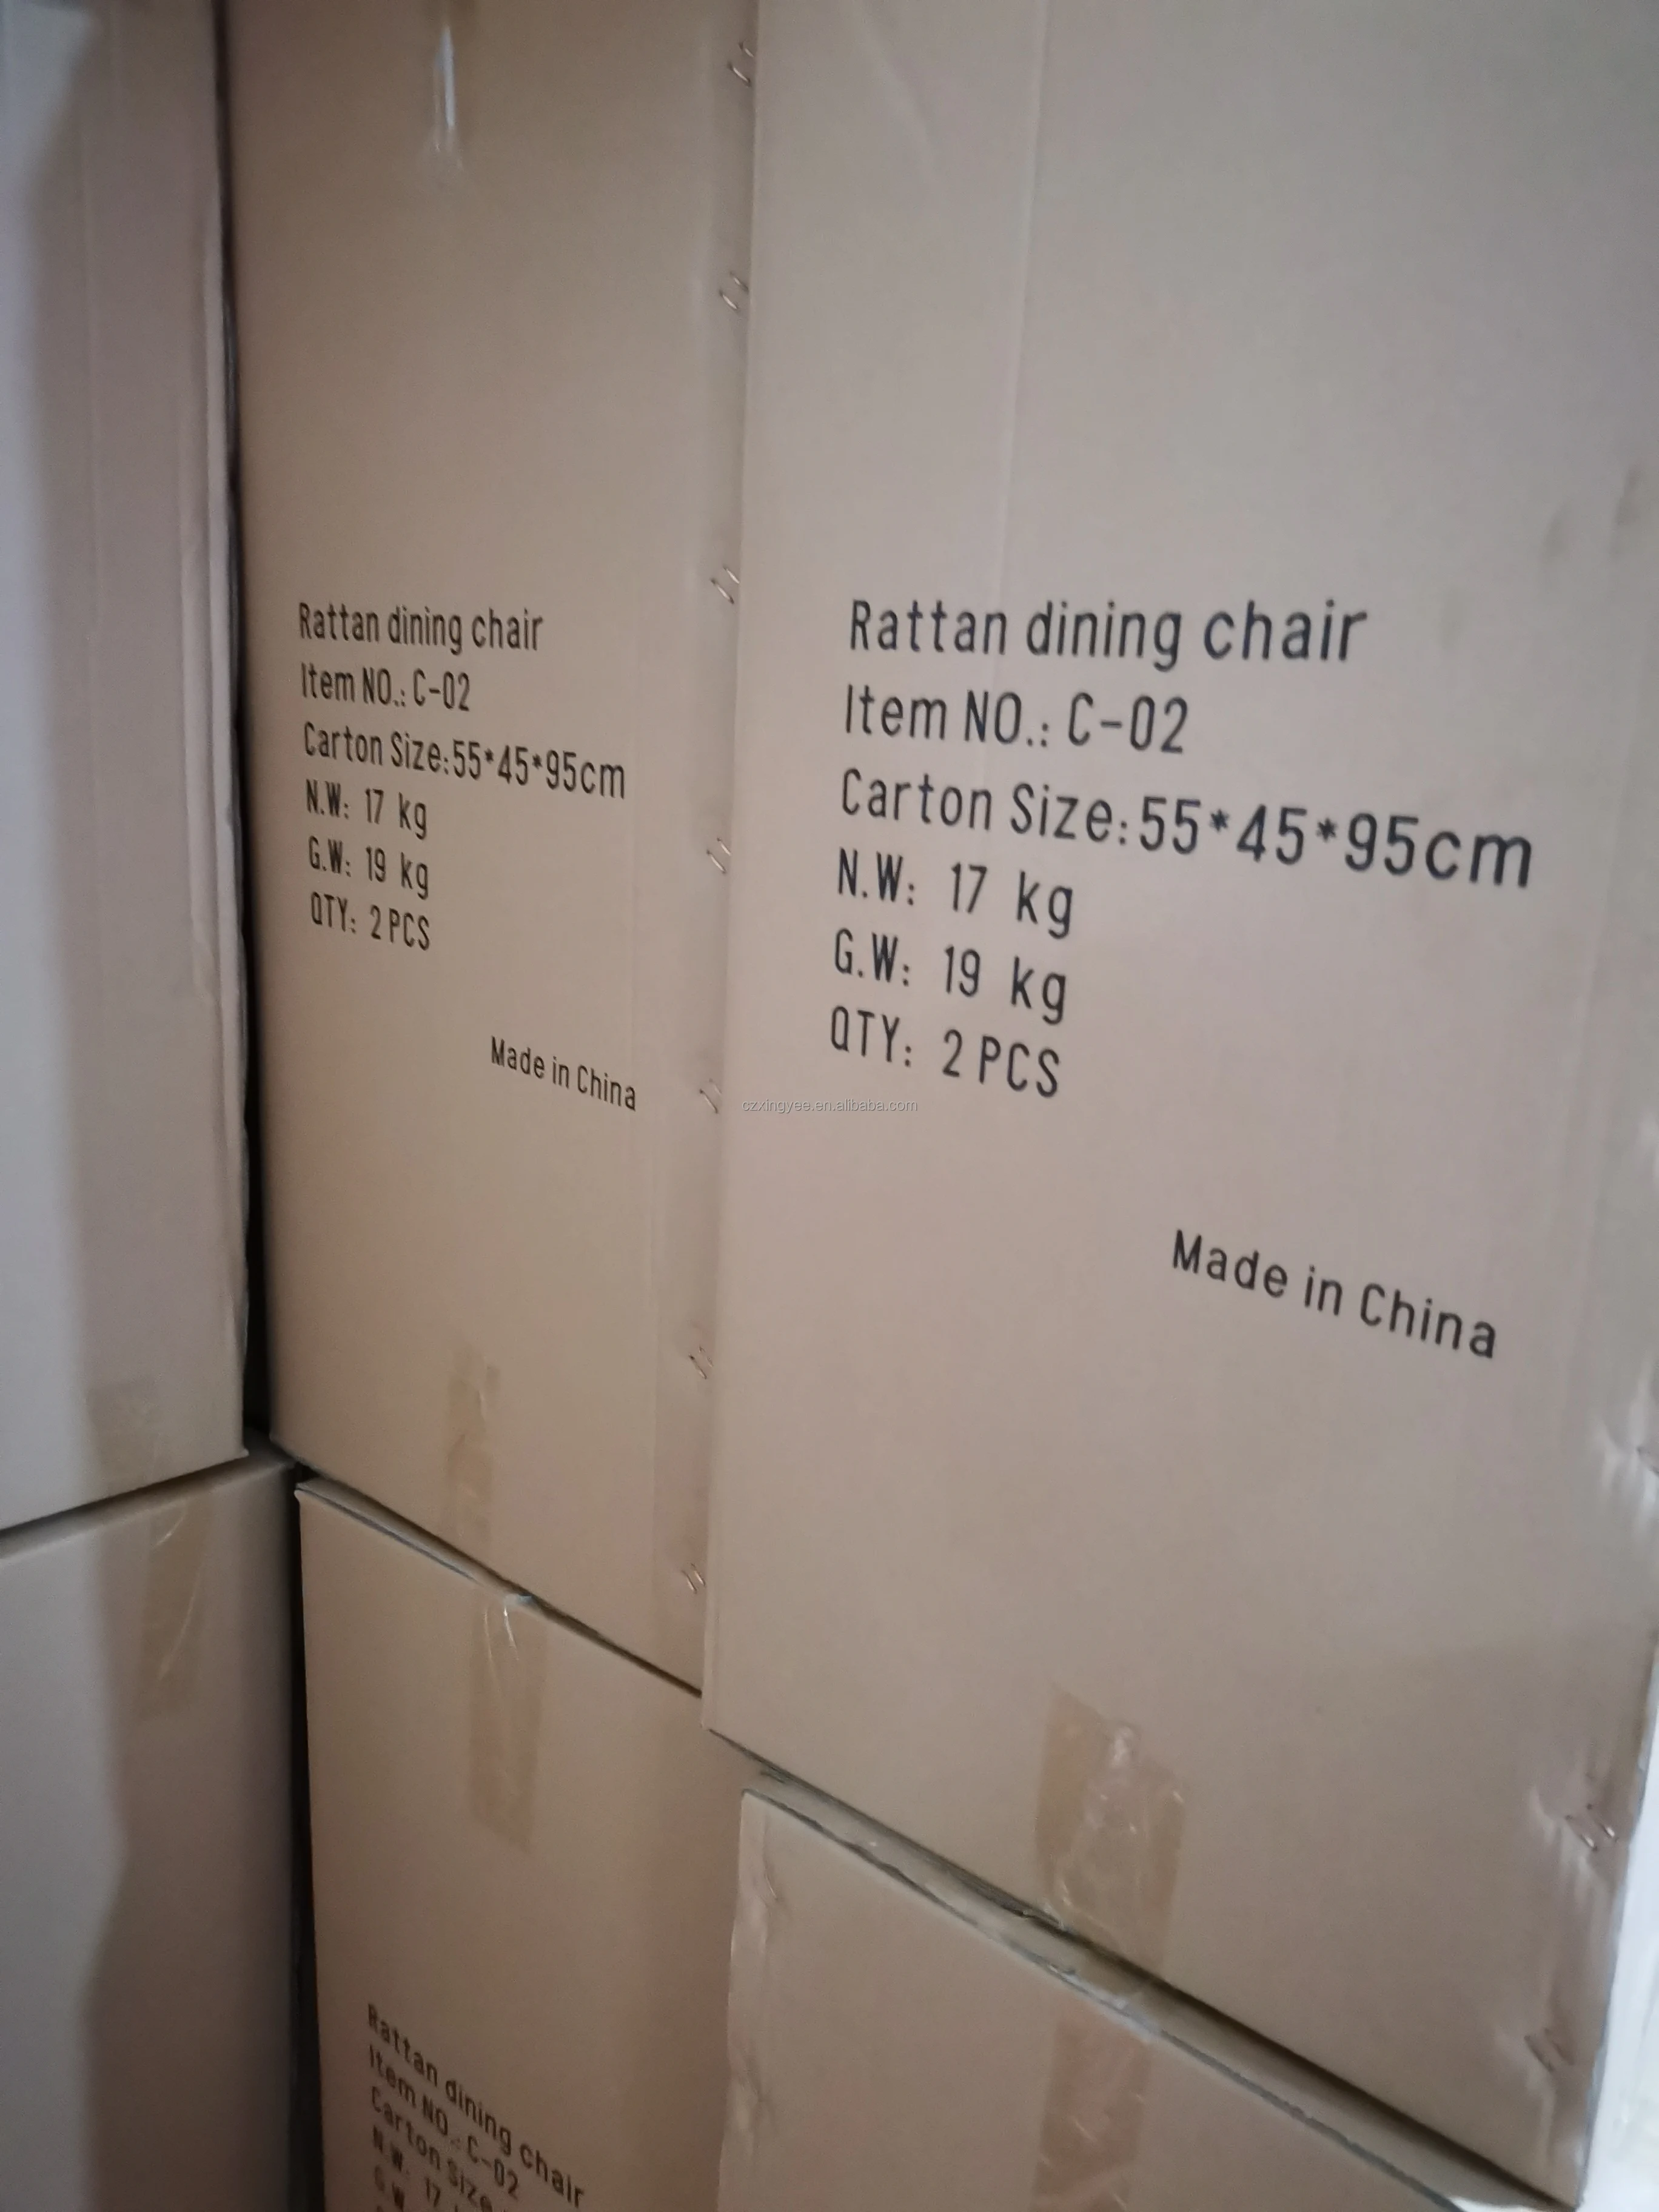 Rattan dining chair
Item NO.: C-02
Carton Size:55*45*95cm
N.W: 17 kg
G.W: 19 kg
QTY: 2 PCS
Made in China
Rattan dining chair
Item NO.: C-02
Carton Size:55*45*95cm
N.W: 17 kg
G.W: 19 kg
QTY: 2 PCS
Made in China
czxingyee.en.alibaba.com
Rattan dining chair
Item NO.: C-02
Carton Size
N.W: 17
G.W